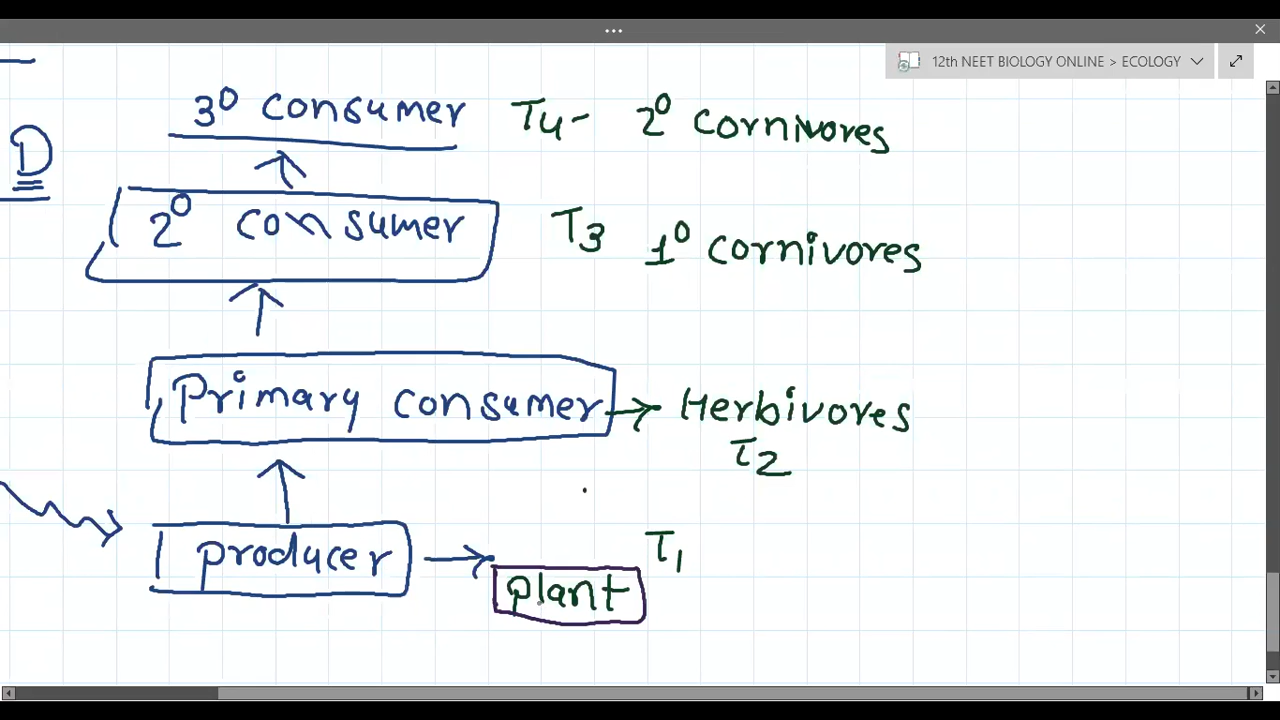 12th NEET BIOLOGY ONLINE > ECOLOGY
3° consumer T4- 2° cornivores
D
2° consumer T3 1° cornivores
Primary consumer → Herbivores
T2
producer → T1
plant